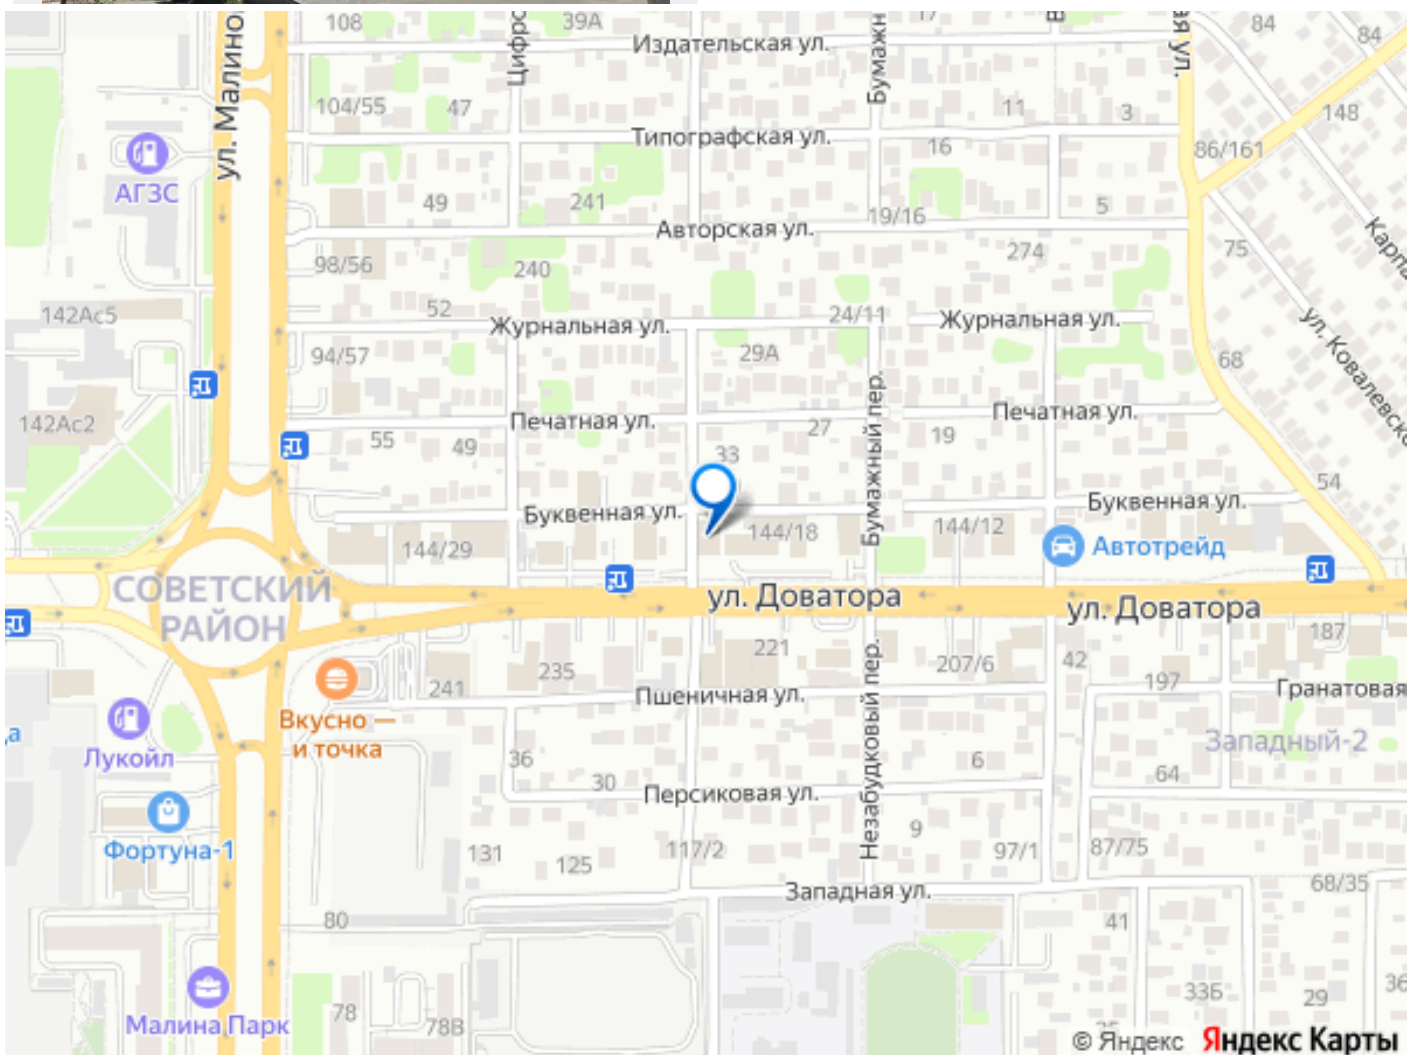 108
39А
17
84
84
Издательская ул.
ул. Малино
Цифро
Бумажн
ая ул.
В
104/55
47
11
3
148
Типографская ул.
16
86/161
АГЗС
49
241
19/16
5
Авторская ул.
98/56
240
274
75
Карпа
142Ас5
52
Журнальная ул.
24/11
Журнальная ул.
ул. Ковалевско
94/57
29А
68
142Ас2
Печатная ул.
Бумажный пер.
Печатная ул.
55
49
27
19
33
54
Буквенная ул.
Буквенная ул.
144/29
144/18
144/12
Автотрейд
СОВЕТСКИЙ
РАЙОН
ул. Доватора
ул. Доватора
187
235
221
207/6
42
241
Пшеничная ул.
197
Гранатовая
Вкусно —
и точка
Незабудковый пер.
да
Лукойл
36
30
6
64
Западный-2
Персиковая ул.
Фортуна-1
131
125
117/2
9
97/1
87/75
68/35
Западная ул.
80
41
78
78В
33Б
29
36
Малина Парк
© Яндекс Яндекс Карты